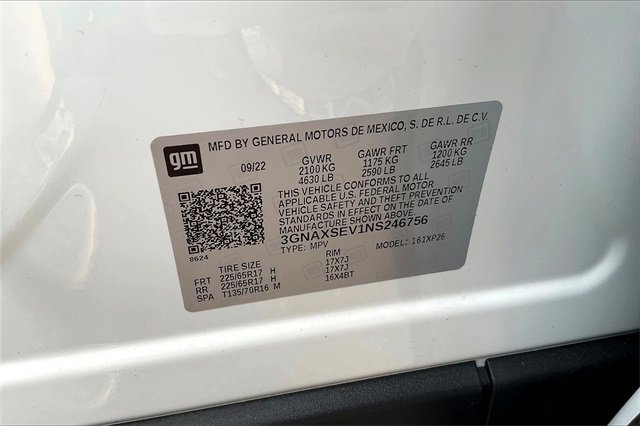 MFD BY GENERAL MOTORS DE MEXICO, S. DE R.L. DE C.V.
gm
09/22 GVWR GAWR FRT GAWR RR
2100 KG 1175 KG 1200 KG
4630 LB 2590 LB 2645 LB
THIS VEHICLE CONFORMS TO ALL
APPLICABLE U.S. FEDERAL MOTOR
VEHICLE SAFETY AND THEFT PREVENTION
STANDARDS IN EFFECT ON THE DATE OF
MANUFACTURE SHOWN ABOVE.
3GNAXSEV1NS246756
8624 TYPE: MPV MODEL: 161XP26
TIRE SIZE RIM
FRT 225/65R17 H 17X7J
RR 225/65R17 H 17X7J
SPA T135/70R16 M 16X4BT